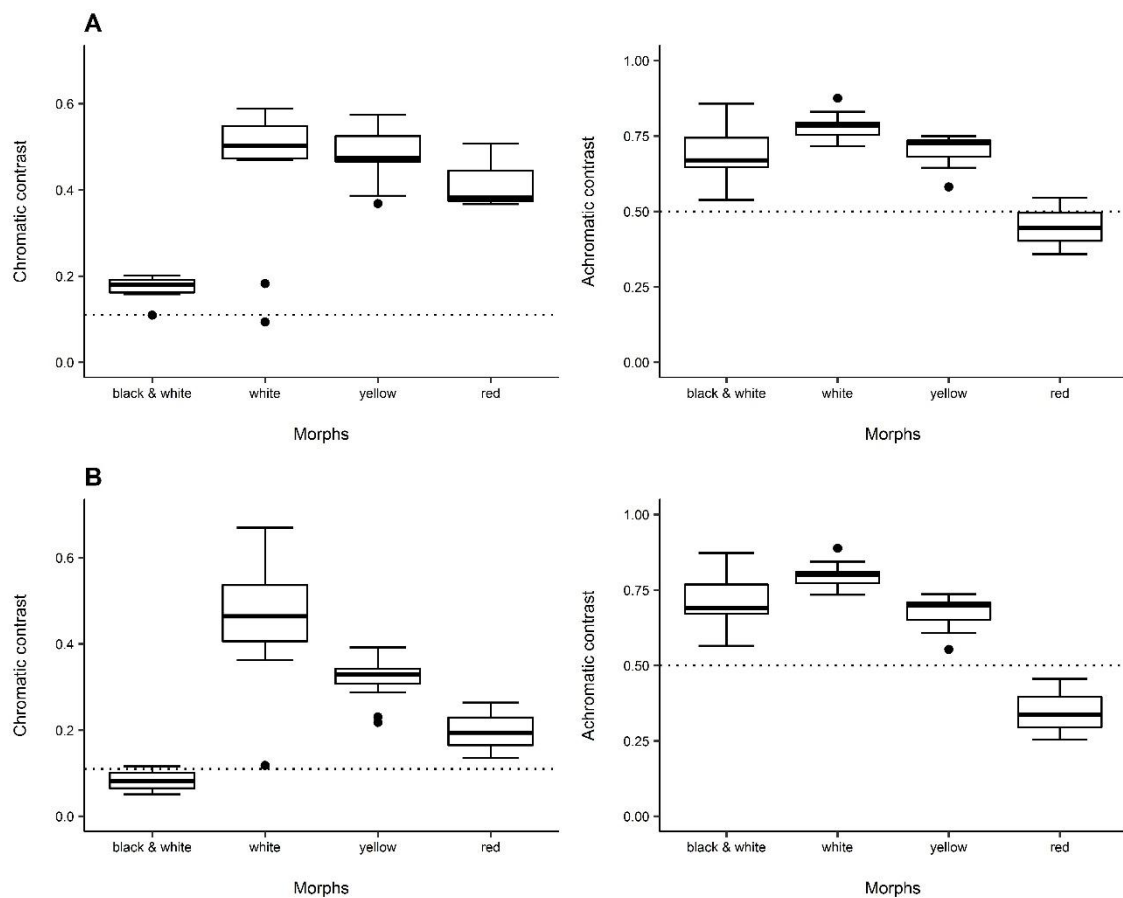 A
Chromatic contrast
0.6
0.4
0.2
0.0
black & white white yellow red
Morphs
Achromatic contrast
1.00
0.75
0.50
0.25
0.00
black & white white yellow red
Morphs
B
Chromatic contrast
0.6
0.4
0.2
0.0
black & white white yellow red
Morphs
Achromatic contrast
1.00
0.75
0.50
0.25
0.00
black & white white yellow red
Morphs